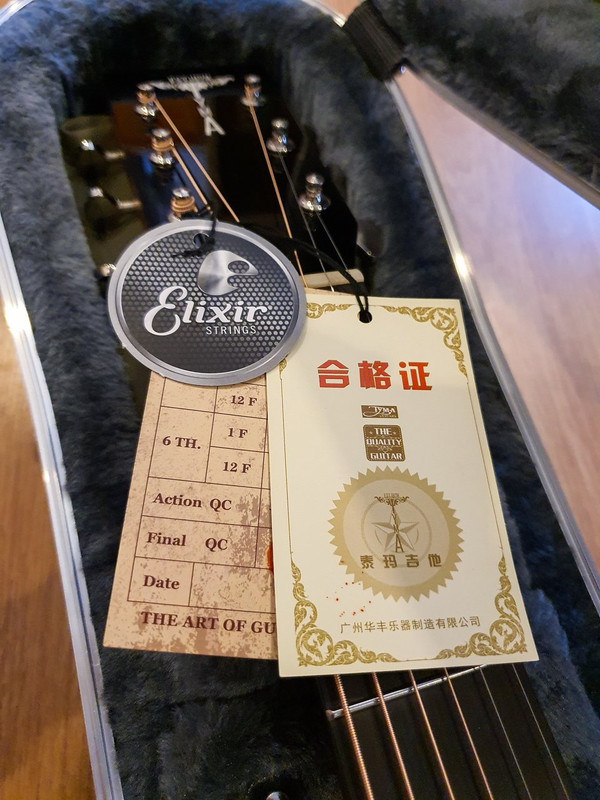 Elixir
STRINGS
12 F
6 TH.
1 F
12 F
Action QC
Final QC
Date
THE ART OF GU
合格证
TYMA
THE
QUALITY
GUITAR
泰玛吉他
广州华丰乐器制造有限公司